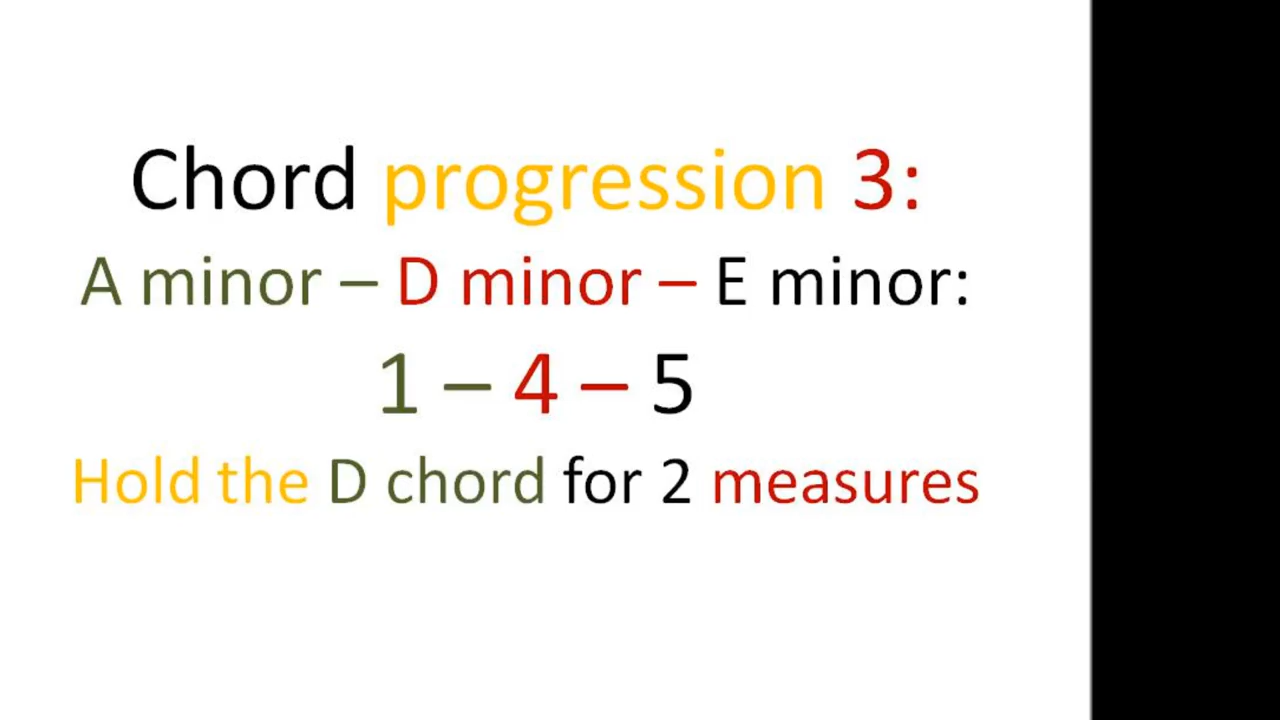 Chord progression 3:
A minor – D minor – E minor:
1 – 4 – 5
Hold the D chord for 2 measures